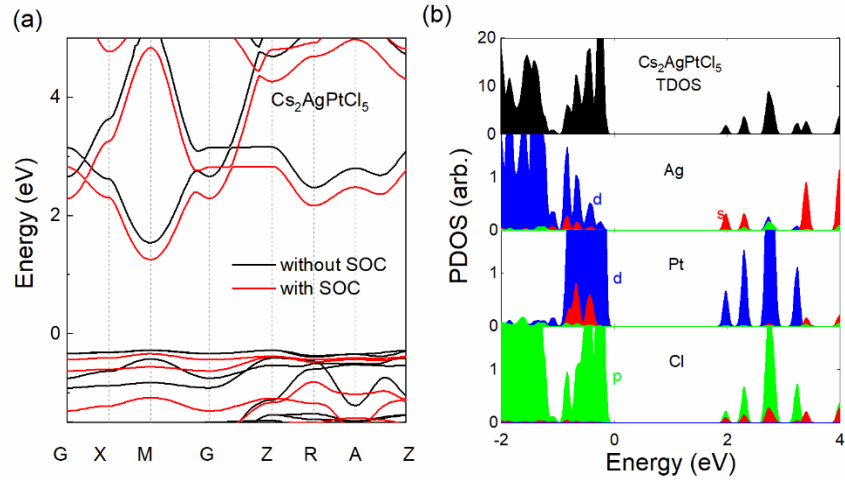 (a)
Energy (eV)
4
2
0
Cs₂AgPtCl₅
without SOC
with SOC
G X M G Z R A Z
(b)
PDOS (arb.)
20
10
0
Cs₂AgPtCl₅
TDOS
1
0
Ag
d
s
1
0
Pt
d
1
0
Cl
p
-2 0 2 4
Energy (eV)